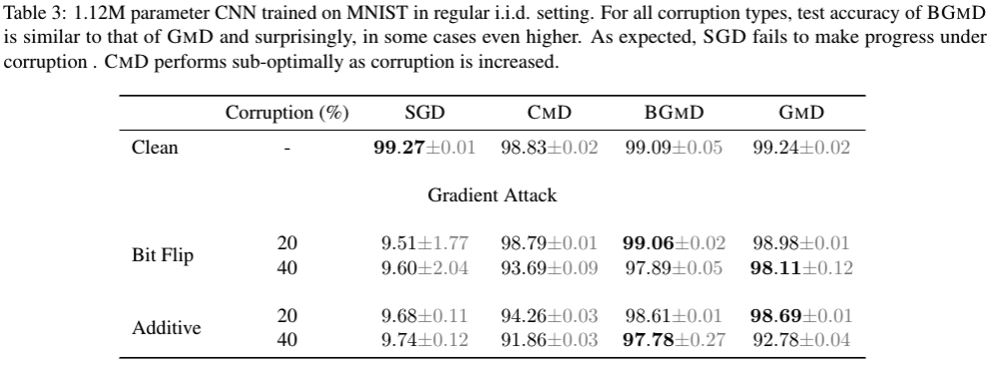 Table 3: 1.12M parameter CNN trained on MNIST in regular i.i.d. setting. For all corruption types, test accuracy of BGMD
is similar to that of GMD and surprisingly, in some cases even higher. As expected, SGD fails to make progress under
corruption . CMD performs sub-optimally as corruption is increased.
Corruption (%) SGD CMD BGMD GMD
Clean - 99.27±0.01 98.83±0.02 99.09±0.05 99.24±0.02
Gradient Attack
Bit Flip
20 9.51±1.77 98.79±0.01 99.06±0.02 98.98±0.01
40 9.60±2.04 93.69±0.09 97.89±0.05 98.11±0.12
Additive
20 9.68±0.11 94.26±0.03 98.61±0.01 98.69±0.01
40 9.74±0.12 91.86±0.03 97.78±0.27 92.78±0.04